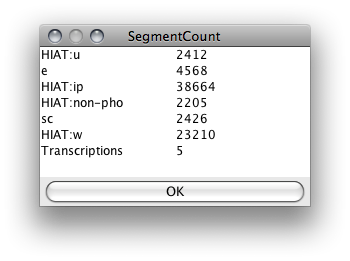 SegmentCount
HIAT:u 2412
e 4568
HIAT:ip 38664
HIAT:non-pho 2205
sc 2426
HIAT:w 23210
Transcriptions 5
OK